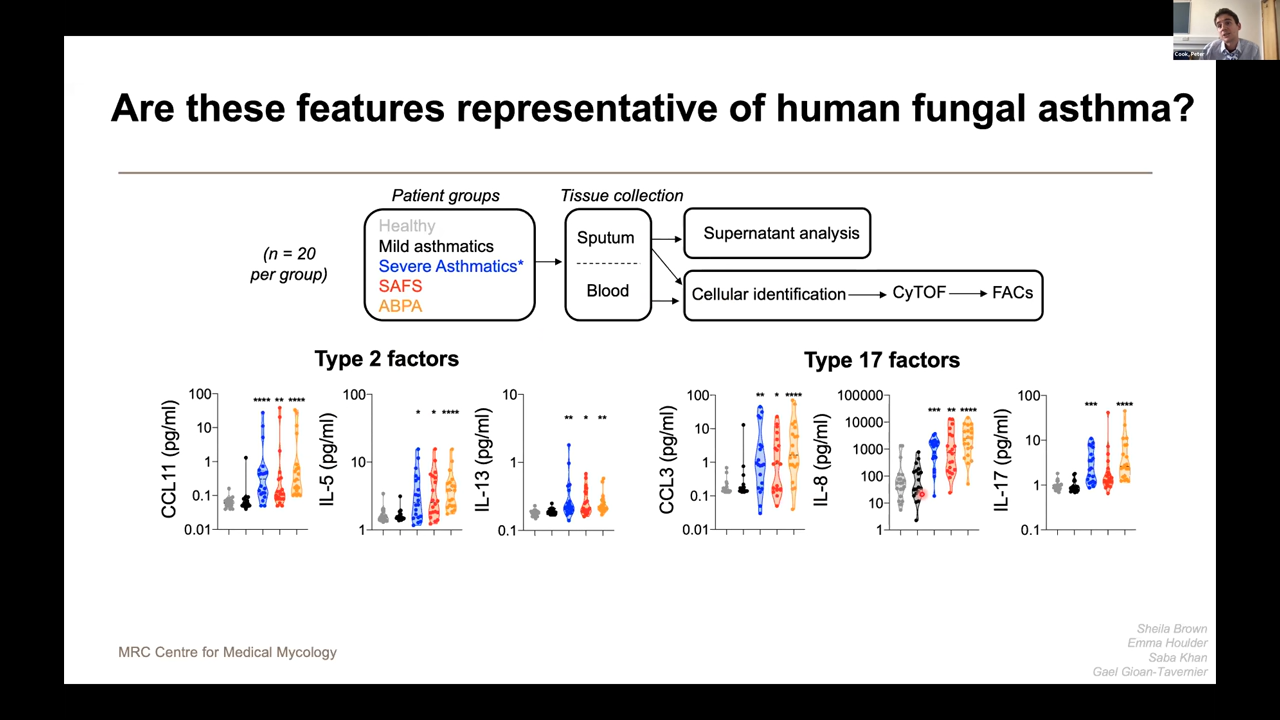 Cook, Peter
Are these features representative of human fungal asthma?
Patient groups
Tissue collection
(n = 20
per group)
Healthy
Mild asthmatics
Severe Asthmatics*
SAFS
ABPA
Sputum
Blood
Supernatant analysis
Cellular identification
CyTOF
FACs
Type 2 factors
Type 17 factors
CCL11 (pg/ml)
100
10
1
0.1
0.01
**** ** ****
IL-5 (pg/ml)
100
10
1
* * ****
IL-13 (pg/ml)
10
1
0.1
** * **
CCL3 (pg/ml)
100
10
1
0.1
0.01
** * ****
IL-8 (pg/ml)
100000
10000
1000
100
10
1
*** ** ****
IL-17 (pg/ml)
100
10
1
0.1
*** ****
MRC Centre for Medical Mycology
Sheila Brown
Emma Houlder
Saba Khan
Gael Gioan-Tavernier